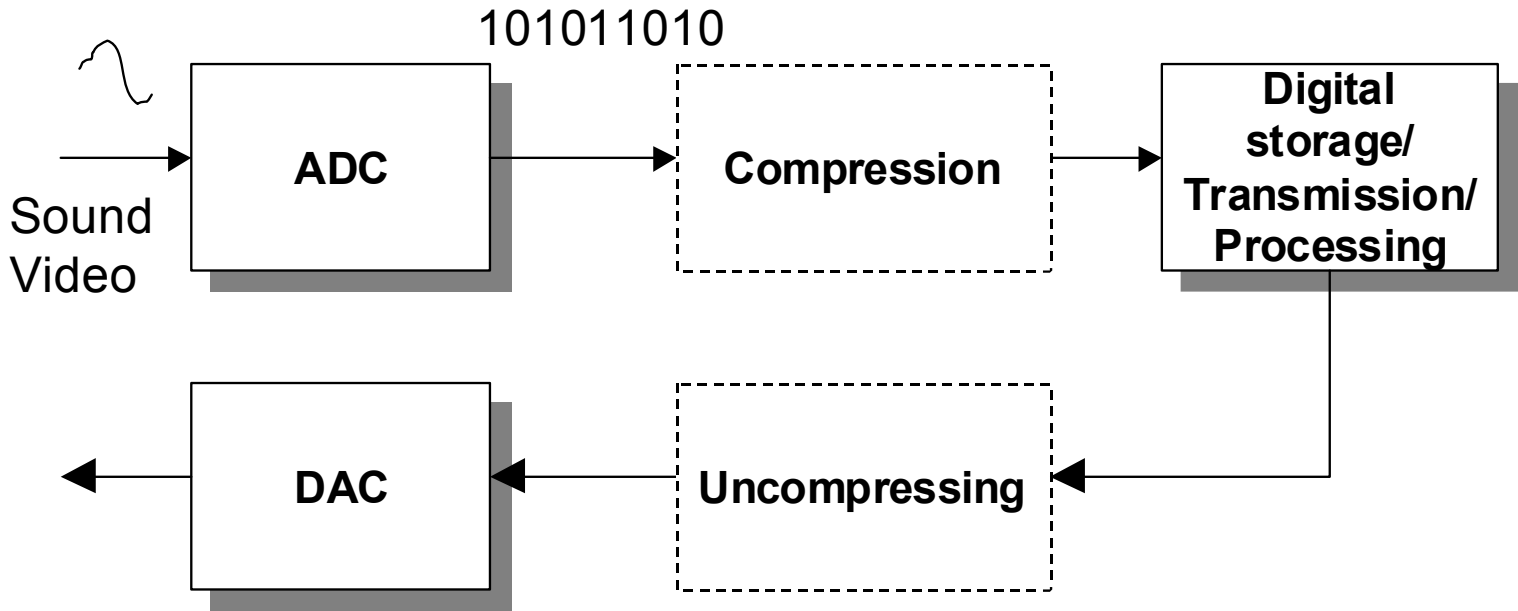 101011010
Sound
Video
ADC
Compression
Digital
storage/
Transmission/
Processing
DAC
Uncompressing